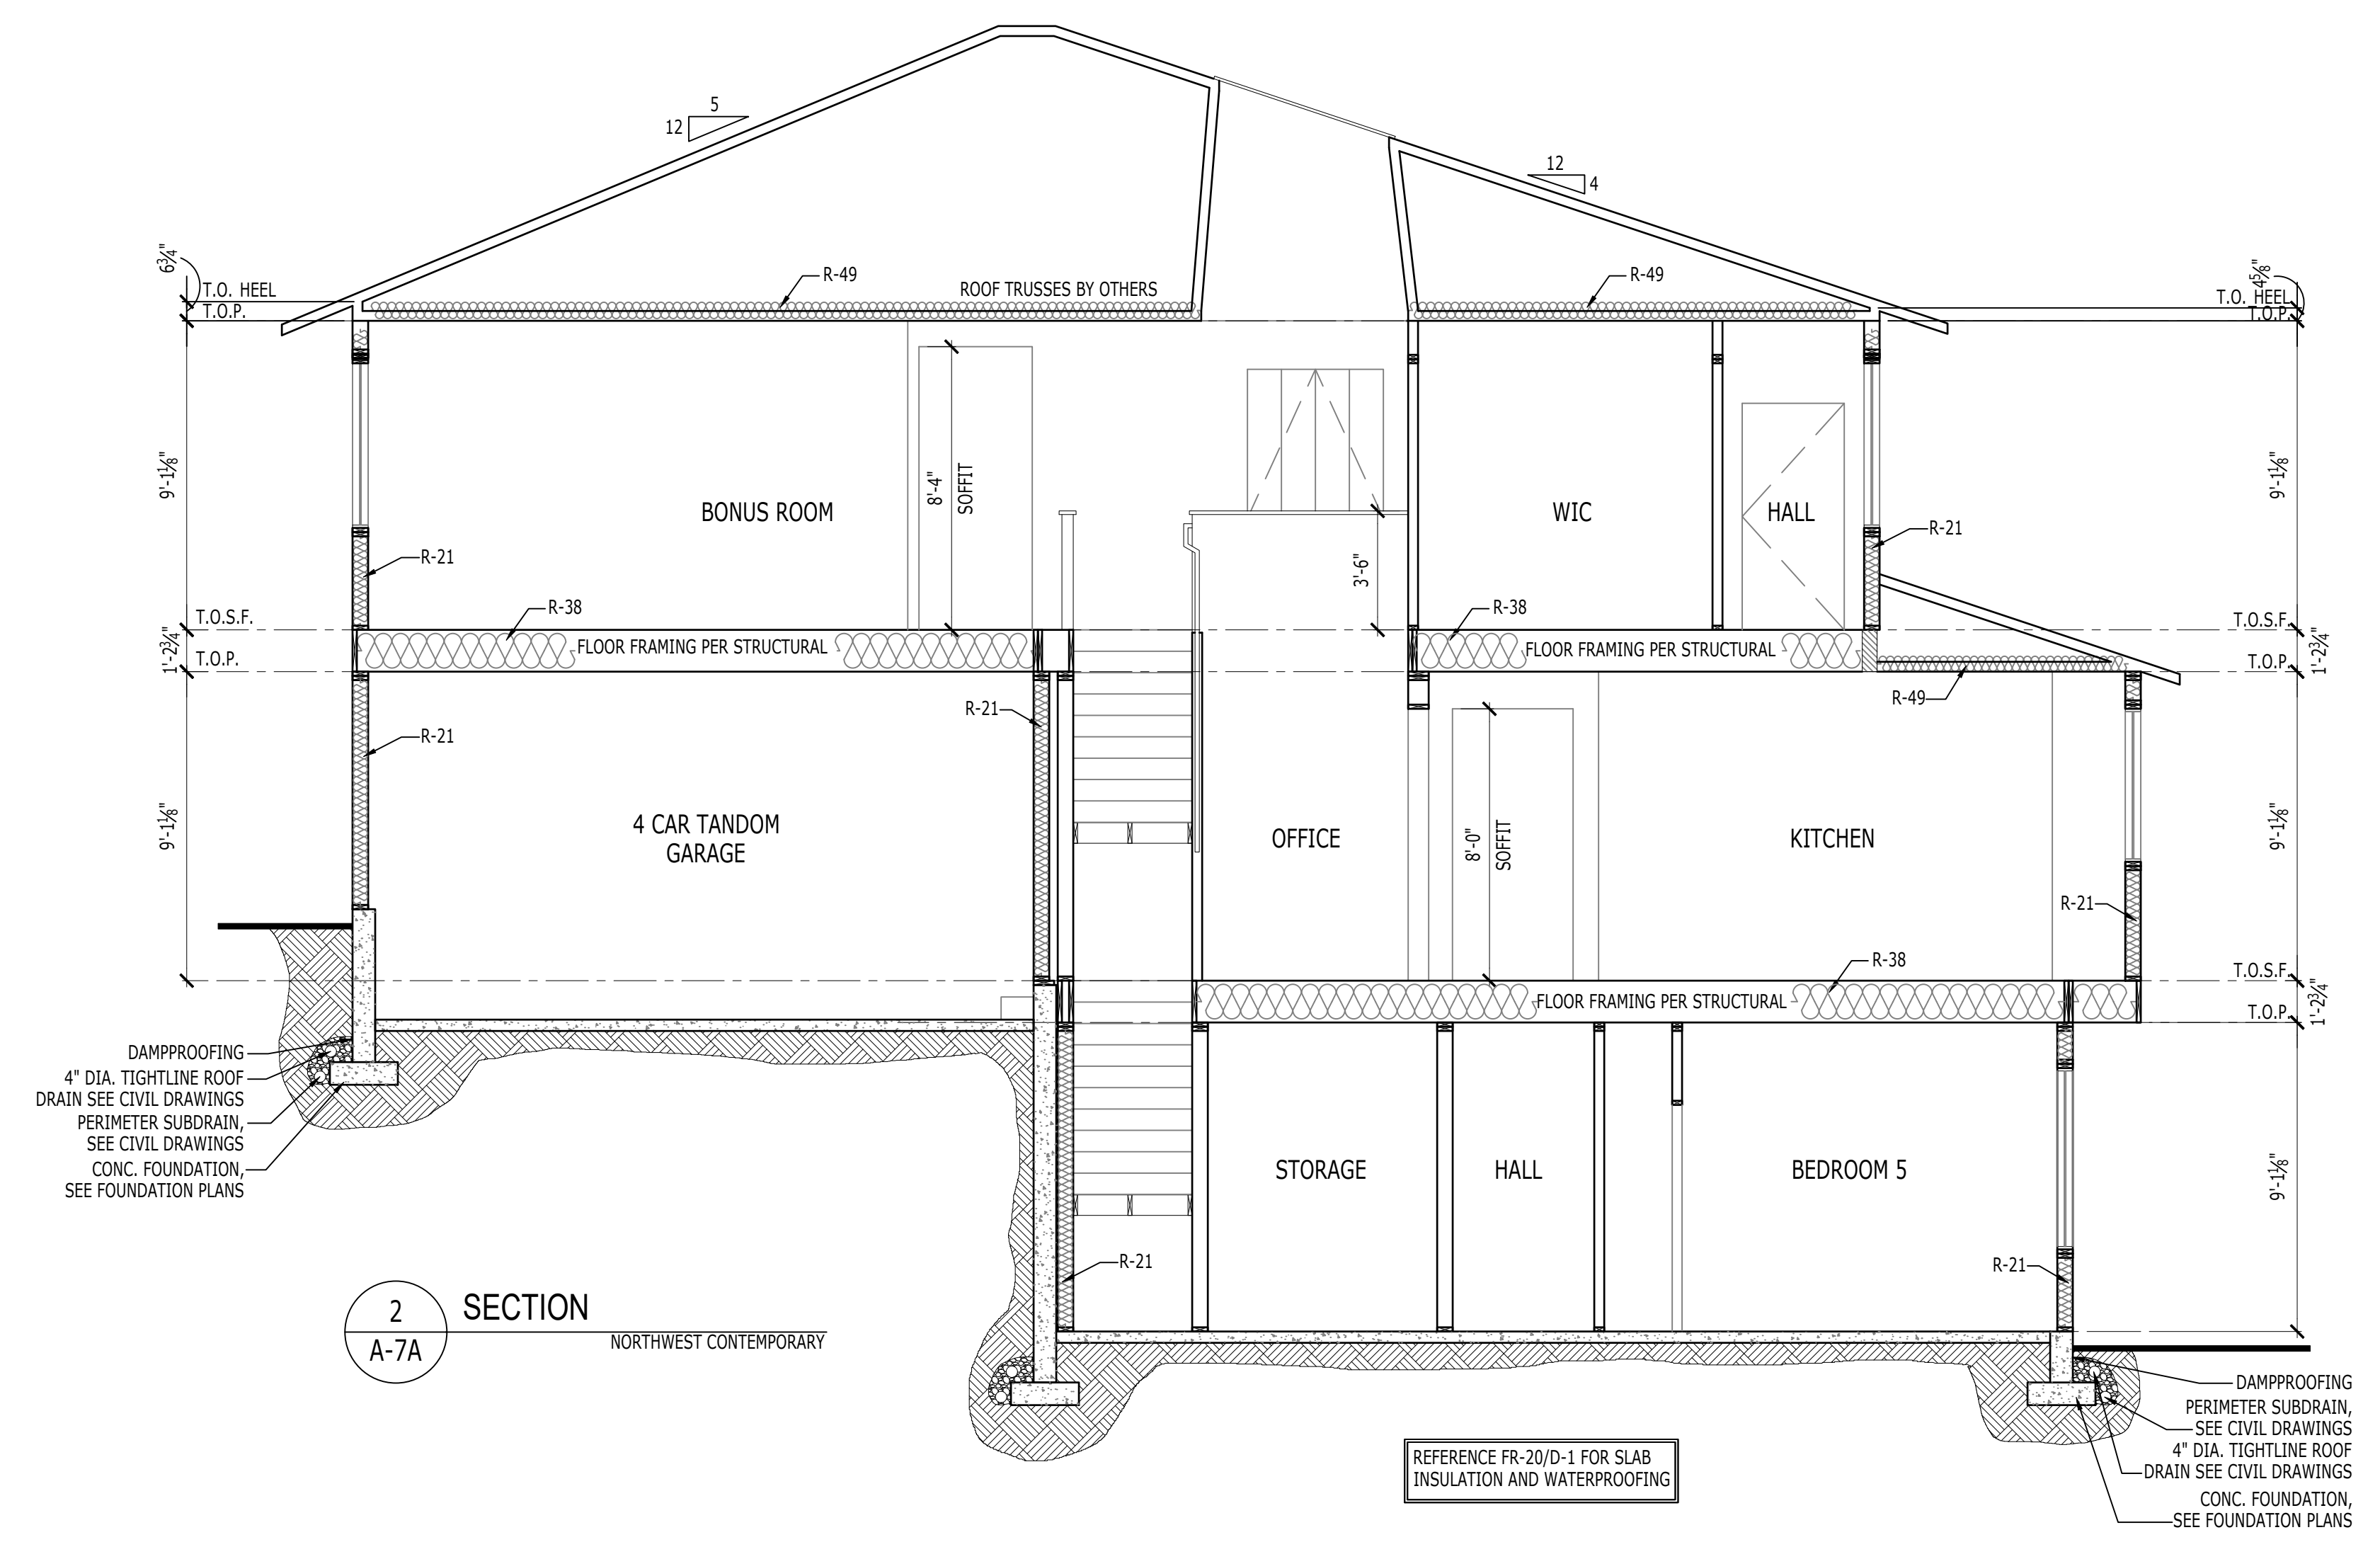 5
12
12
4
6¾"
T.O. HEEL
T.O.P.
R-49
ROOF TRUSSES BY OTHERS
R-49
4⅝"
T.O. HEEL
T.O.P.
9'-1⅛"
BONUS ROOM
8'-4"
SOFFIT
WIC
HALL
9'-1⅛"
R-21
R-21
3'-6"
R-38
R-38
T.O.S.F.
T.O.S.F.
1'-2¾"
FLOOR FRAMING PER STRUCTURAL
FLOOR FRAMING PER STRUCTURAL
1'-2¾"
T.O.P.
T.O.P.
R-49
R-21
R-21
9'-1⅛"
4 CAR TANDOM
GARAGE
OFFICE
8'-0"
SOFFIT
KITCHEN
9'-1⅛"
R-21
R-38
T.O.S.F.
FLOOR FRAMING PER STRUCTURAL
1'-2¾"
T.O.P.
DAMPPROOFING
4" DIA. TIGHTLINE ROOF
DRAIN SEE CIVIL DRAWINGS
PERIMETER SUBDRAIN,
SEE CIVIL DRAWINGS
CONC. FOUNDATION,
SEE FOUNDATION PLANS
STORAGE
HALL
BEDROOM 5
9'-1⅛"
R-21
R-21
2
A-7A
SECTION
NORTHWEST CONTEMPORARY
DAMPPROOFING
PERIMETER SUBDRAIN,
SEE CIVIL DRAWINGS
4" DIA. TIGHTLINE ROOF
DRAIN SEE CIVIL DRAWINGS
CONC. FOUNDATION,
SEE FOUNDATION PLANS
REFERENCE FR-20/D-1 FOR SLAB
INSULATION AND WATERPROOFING